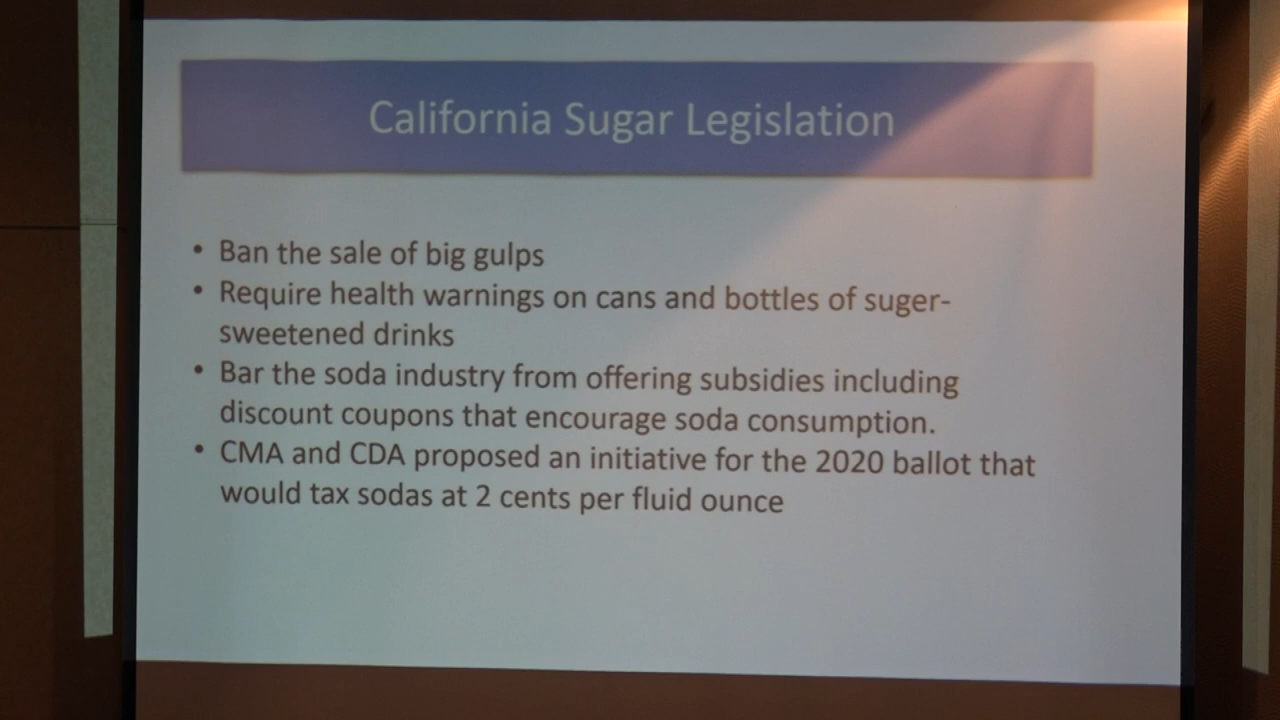 California Sugar Legislation
• Ban the sale of big gulps
• Require health warnings on cans and bottles of suger-
sweetened drinks
• Bar the soda industry from offering subsidies including
discount coupons that encourage soda consumption.
• CMA and CDA proposed an initiative for the 2020 ballot that
would tax sodas at 2 cents per fluid ounce